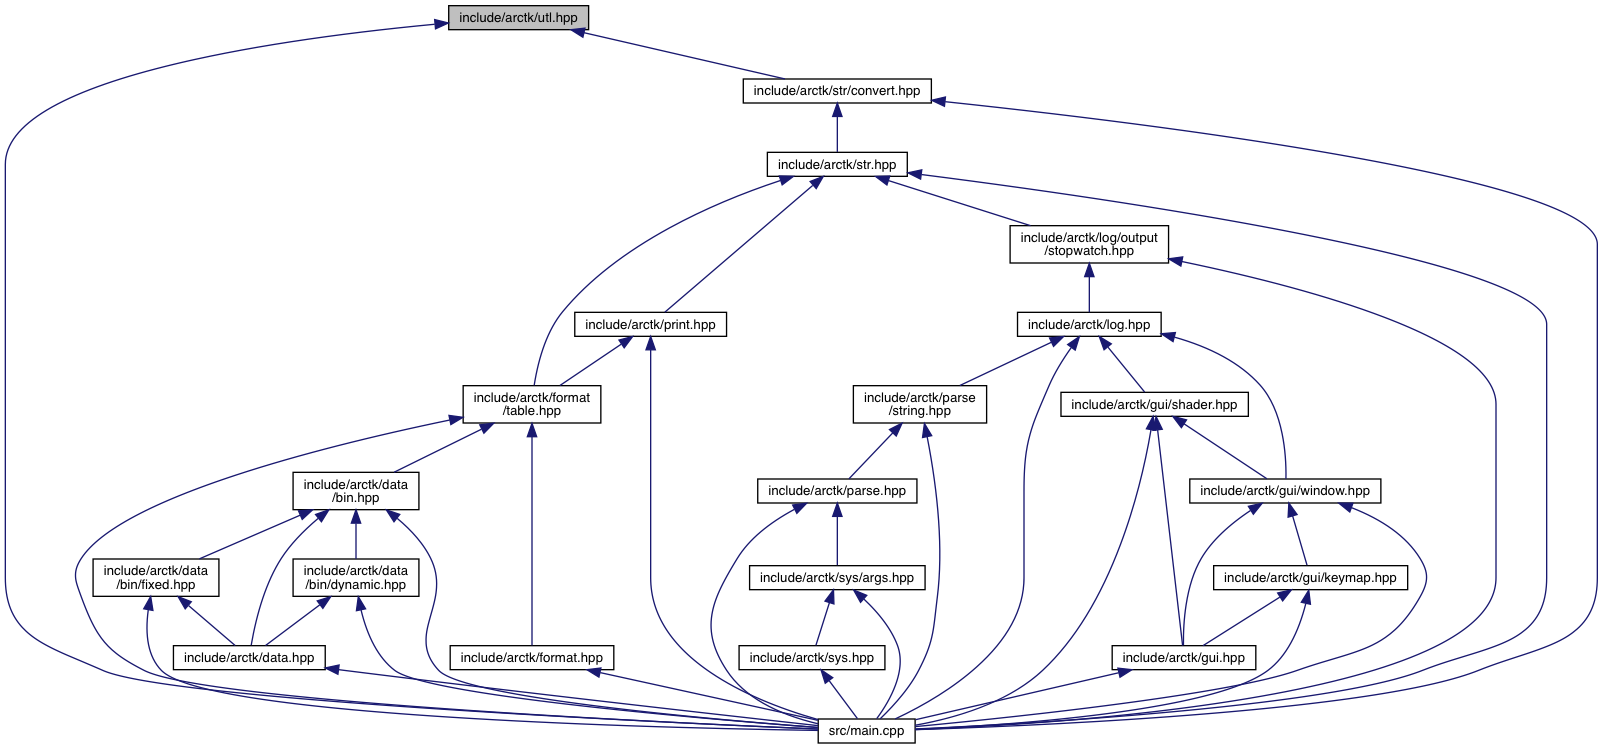 include/arctk/utl.hpp
include/arctk/str/convert.hpp
include/arctk/str.hpp
include/arctk/log/output
/stopwatch.hpp
include/arctk/print.hpp
include/arctk/log.hpp
include/arctk/format
/table.hpp
include/arctk/parse
/string.hpp
include/arctk/gui/shader.hpp
include/arctk/data
/bin.hpp
include/arctk/parse.hpp
include/arctk/gui/window.hpp
include/arctk/data
/bin/fixed.hpp
include/arctk/data
/bin/dynamic.hpp
include/arctk/sys/args.hpp
include/arctk/gui/keymap.hpp
include/arctk/data.hpp
include/arctk/format.hpp
include/arctk/sys.hpp
include/arctk/gui.hpp
src/main.cpp